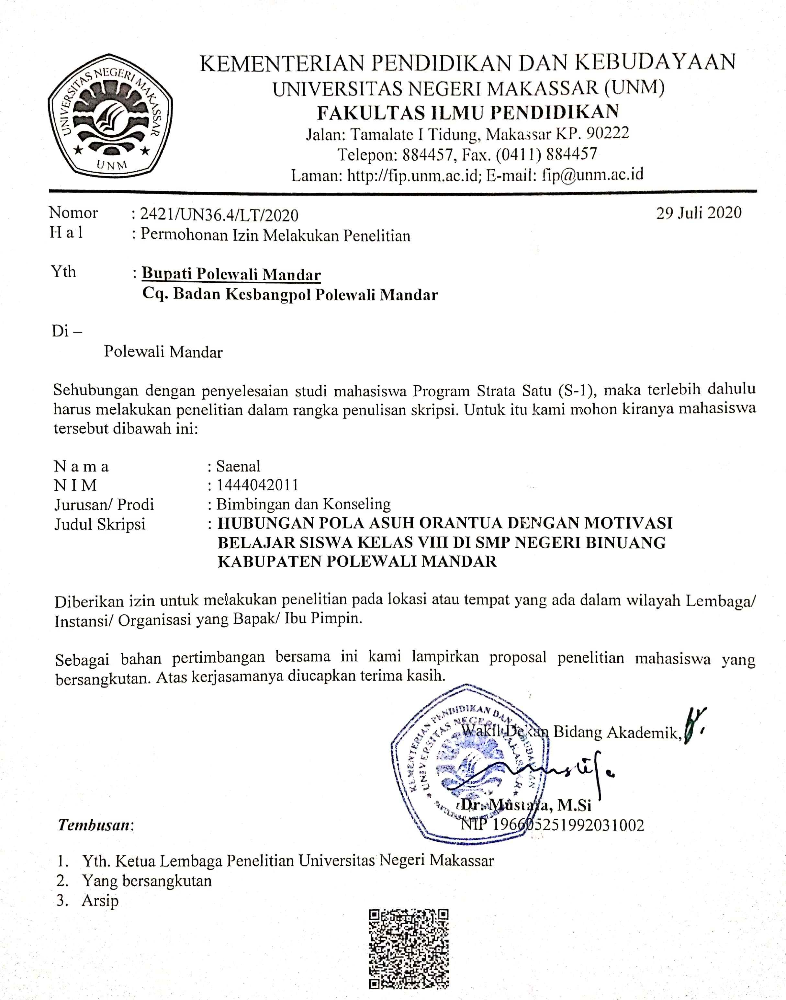 UNIVERSITAS NEGERI MAKASSAR
UNM
KEMENTERIAN PENDIDIKAN DAN KEBUDAYAAN
UNIVERSITAS NEGERI MAKASSAR (UNM)
FAKULTAS ILMU PENDIDIKAN
Jalan: Tamalate I Tidung, Makassar KP. 90222
Telepon: 884457, Fax. (0411) 884457
Laman: http://fip.unm.ac.id; E-mail: fip@unm.ac.id
Nomor : 2421/UN36.4/LT/2020 29 Juli 2020
H a l : Permohonan Izin Melakukan Penelitian
Yth : Bupati Polewali Mandar
Cq. Badan Kesbangpol Polewali Mandar
Di –
Polewali Mandar
Sehubungan dengan penyelesaian studi mahasiswa Program Strata Satu (S-1), maka terlebih dahulu
harus melakukan penelitian dalam rangka penulisan skripsi. Untuk itu kami mohon kiranya mahasiswa
tersebut dibawah ini:
N a m a : Saenal
N I M : 1444042011
Jurusan/ Prodi : Bimbingan dan Konseling
Judul Skripsi : HUBUNGAN POLA ASUH ORANTUA DENGAN MOTIVASI
BELAJAR SISWA KELAS VIII DI SMP NEGERI BINUANG
KABUPATEN POLEWALI MANDAR
Diberikan izin untuk melakukan penelitian pada lokasi atau tempat yang ada dalam wilayah Lembaga/
Instansi/ Organisasi yang Bapak/ Ibu Pimpin.
Sebagai bahan pertimbangan bersama ini kami lampirkan proposal penelitian mahasiswa yang
bersangkutan. Atas kerjasamanya diucapkan terima kasih.
KEMENTERIAN PENDIDIKAN DAN KEBUDAYAAN
UNIVERSITAS NEGERI MAKASSAR
Wakil Dekan Bidang Akademik,
Dr. Mustafa, M.Si
NIP 196605251992031002
Tembusan:
1. Yth. Ketua Lembaga Penelitian Universitas Negeri Makassar
2. Yang bersangkutan
3. Arsip